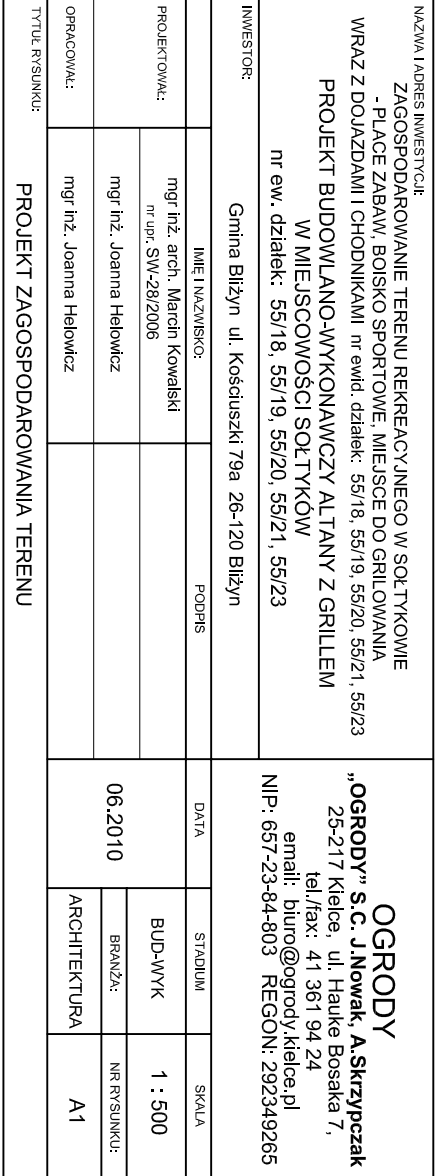 NAZWA I ADRES INWESTYCJI:
ZAGOSPODAROWANIE TERENU REKREACYJNEGO W SOŁTYKOWIE
- PLACE ZABAW, BOISKO SPORTOWE, MIEJSCE DO GRILOWANIA
WRAZ Z DOJAZDAMI I CHODNIKAMI nr ewid. działek: 55/18, 55/19, 55/20, 55/21, 55/23
PROJEKT BUDOWLANO-WYKONAWCZY ALTANY Z GRILLEM
W MIEJSCOWOŚCI SOŁTYKÓW
nr ew. działek: 55/18, 55/19, 55/20, 55/21, 55/23
OGRODY
„OGRODY” S.C. J.Nowak, A.Skrzypczak
25-217 Kielce, ul. Hauke Bosaka 7,
tel./fax: 41 361 94 24
email: biuro@ogrody.kielce.pl
NIP: 657-23-84-803 REGON: 292349265
INWESTOR:
Gmina Bliżyn ul. Kościuszki 79a 26-120 Bliżyn
IMIĘ I NAZWISKO:
PODPIS
DATA
STADIUM
SKALA
PROJEKTOWAŁ:
mgr inż. arch. Marcin Kowalski
nr upr. SW-28/2006
mgr inż. Joanna Helowicz
06.2010
BUD-WYK
1 : 500
BRANŻA:
NR RYSUNKU:
OPRACOWAŁ:
mgr inż. Joanna Helowicz
ARCHITEKTURA
A1
TYTUŁ RYSUNKU:
PROJEKT ZAGOSPODAROWANIA TERENU